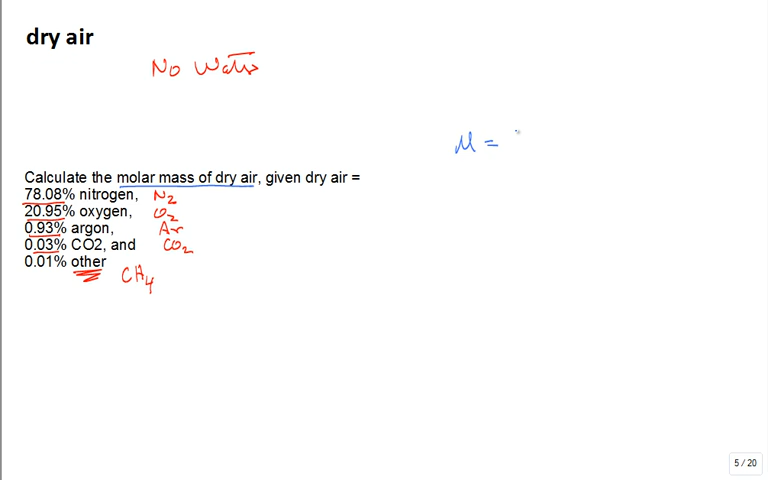 dry air
No Water
M =
Calculate the molar mass of dry air, given dry air =
78.08% nitrogen, N2
20.95% oxygen, O2
0.93% argon, Ar
0.03% CO2, and CO2
0.01% other
CH4
5 / 20